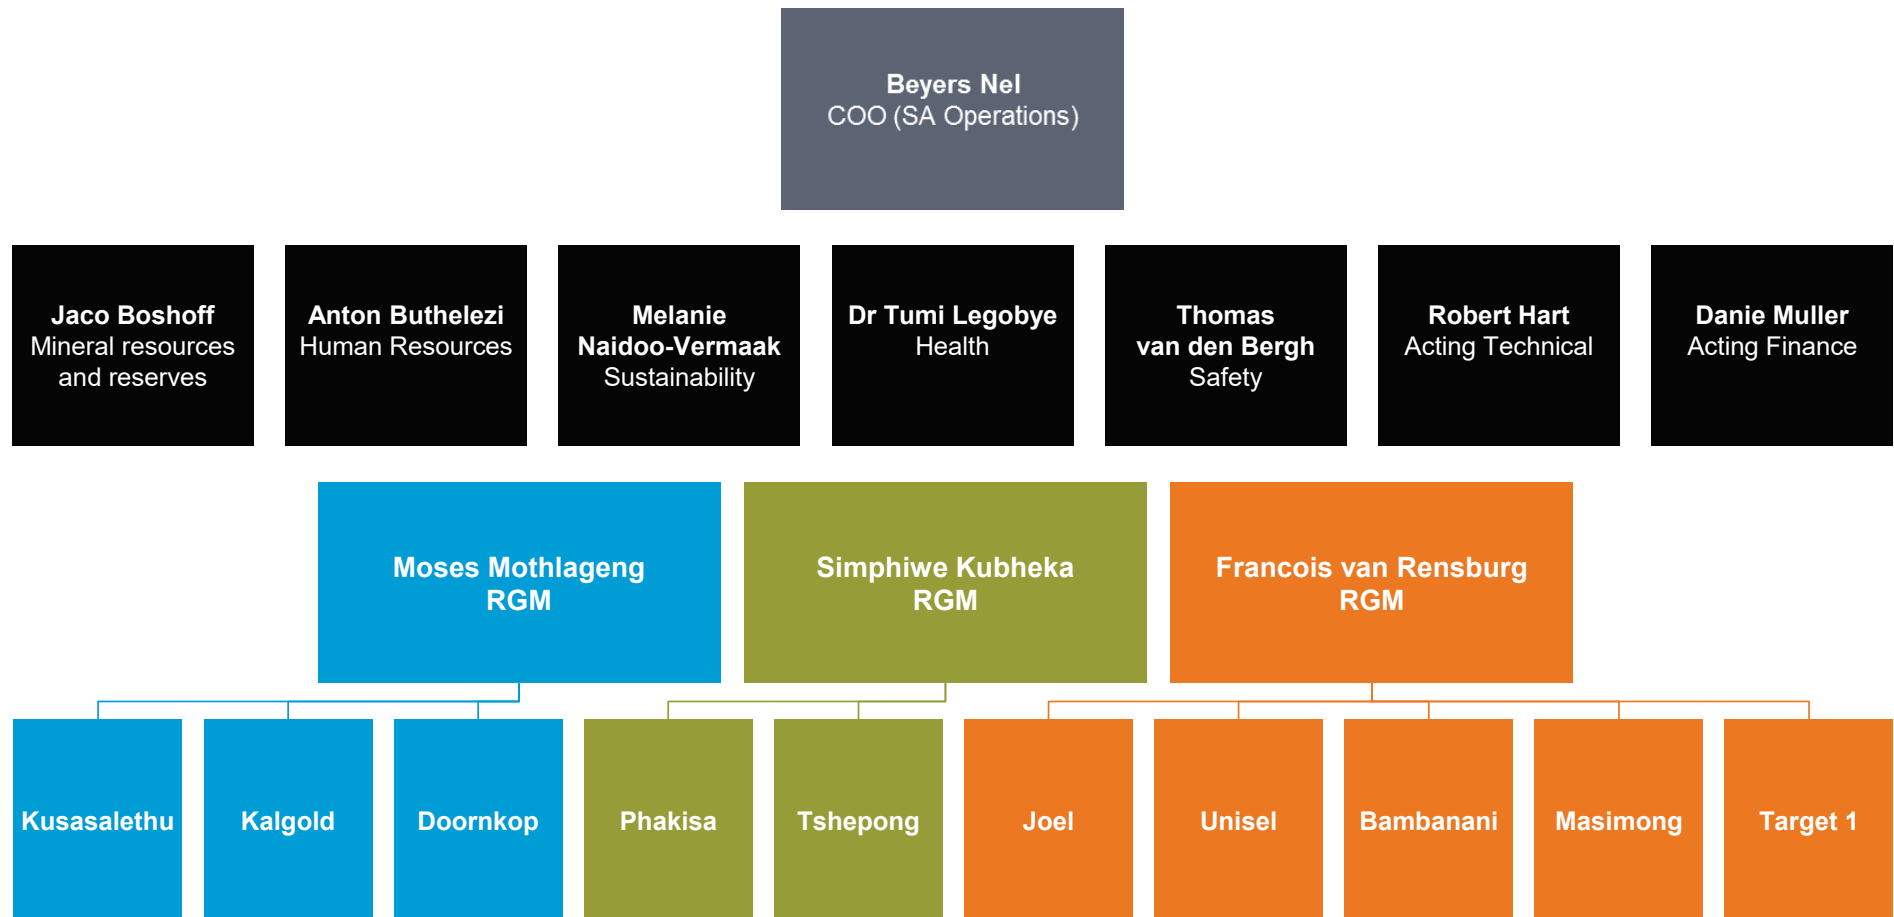 Beyers Nel
COO (SA Operations)
Jaco Boshoff
Mineral resources
and reserves
Anton Buthelezi
Human Resources
Melanie
Naidoo-Vermaak
Sustainability
Dr Tumi Legobye
Health
Thomas
van den Bergh
Safety
Robert Hart
Acting Technical
Danie Muller
Acting Finance
Moses Mothlageng
RGM
Simphiwe Kubheka
RGM
Francois van Rensburg
RGM
Kusasalethu
Kalgold
Doornkop
Phakisa
Tshepong
Joel
Unisel
Bambanani
Masimong
Target 1